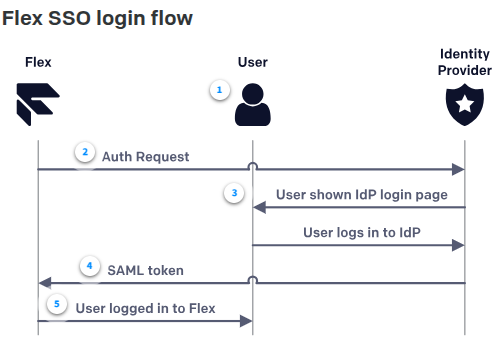 Flex SSO login flow
Flex
User
Identity
Provider
1
2
Auth Request
3
User shown IdP login page
User logs in to IdP
4
SAML token
5
User logged in to Flex